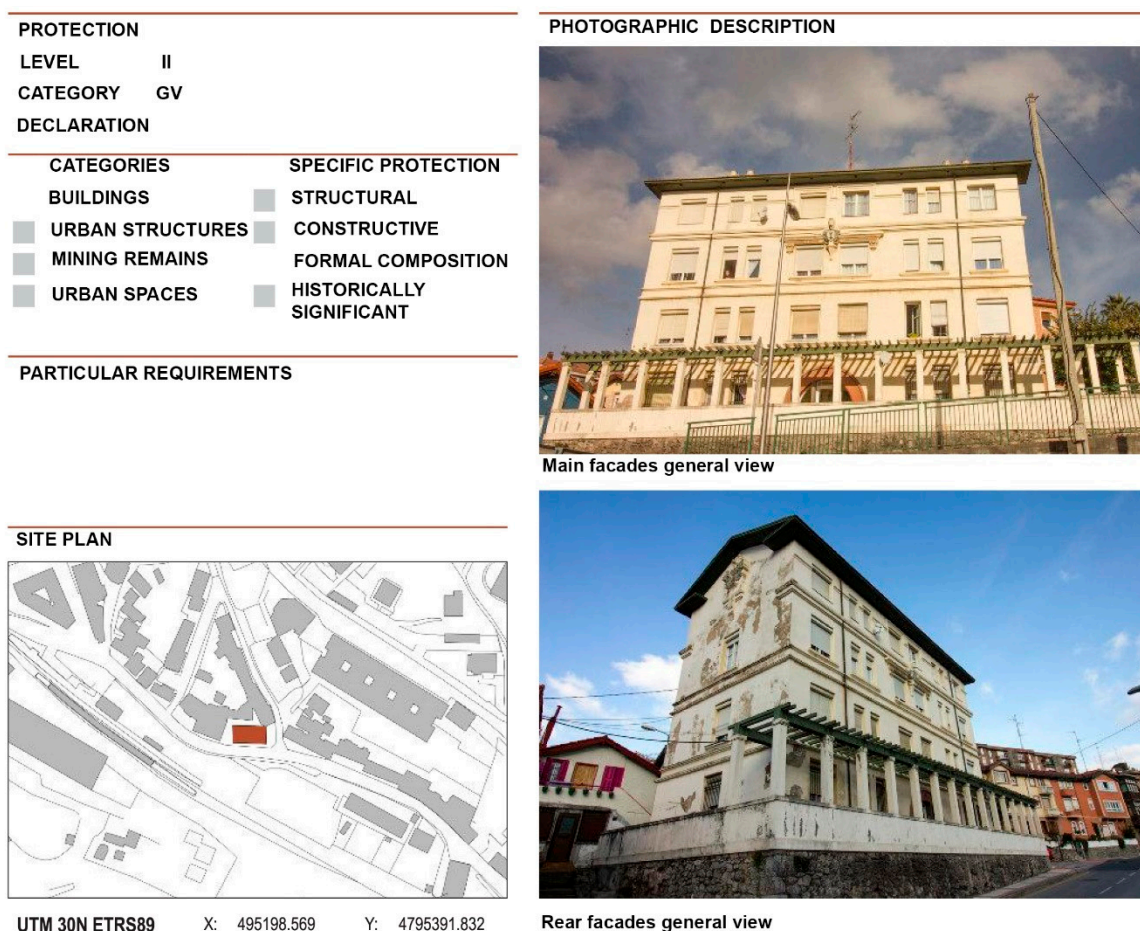 PROTECTION
LEVEL II
CATEGORY GV
DECLARATION
CATEGORIES
BUILDINGS
URBAN STRUCTURES
MINING REMAINS
URBAN SPACES
SPECIFIC PROTECTION
STRUCTURAL
CONSTRUCTIVE
FORMAL COMPOSITION
HISTORICALLY
SIGNIFICANT
PARTICULAR REQUIREMENTS
SITE PLAN
UTM 30N ETRS89 X: 495198.569 Y: 4795391.832
PHOTOGRAPHIC DESCRIPTION
Main facades general view
Rear facades general view